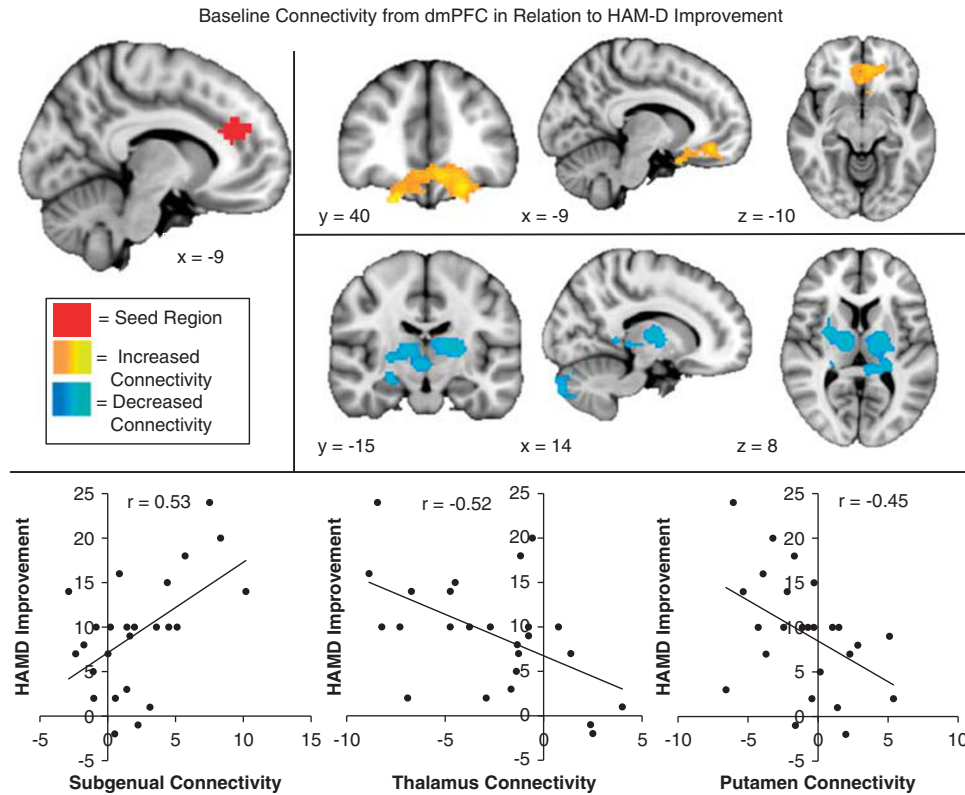 Baseline Connectivity from dmPFC in Relation to HAM-D Improvement
x = -9
y = 40
x = -9
z = -10
= Seed Region
= Increased
Connectivity
= Decreased
Connectivity
y = -15
x = 14
z = 8
HAMD Improvement
25
20
15
10
5
0
-5
r = 0.53
-5
0
5
10
15
Subgenual Connectivity
HAMD Improvement
25
20
15
10
5
0
-5
r = -0.52
-10
-5
0
5
Thalamus Connectivity
HAMD Improvement
25
20
15
10
5
0
-5
r = -0.45
-10
-5
0
5
10
Putamen Connectivity